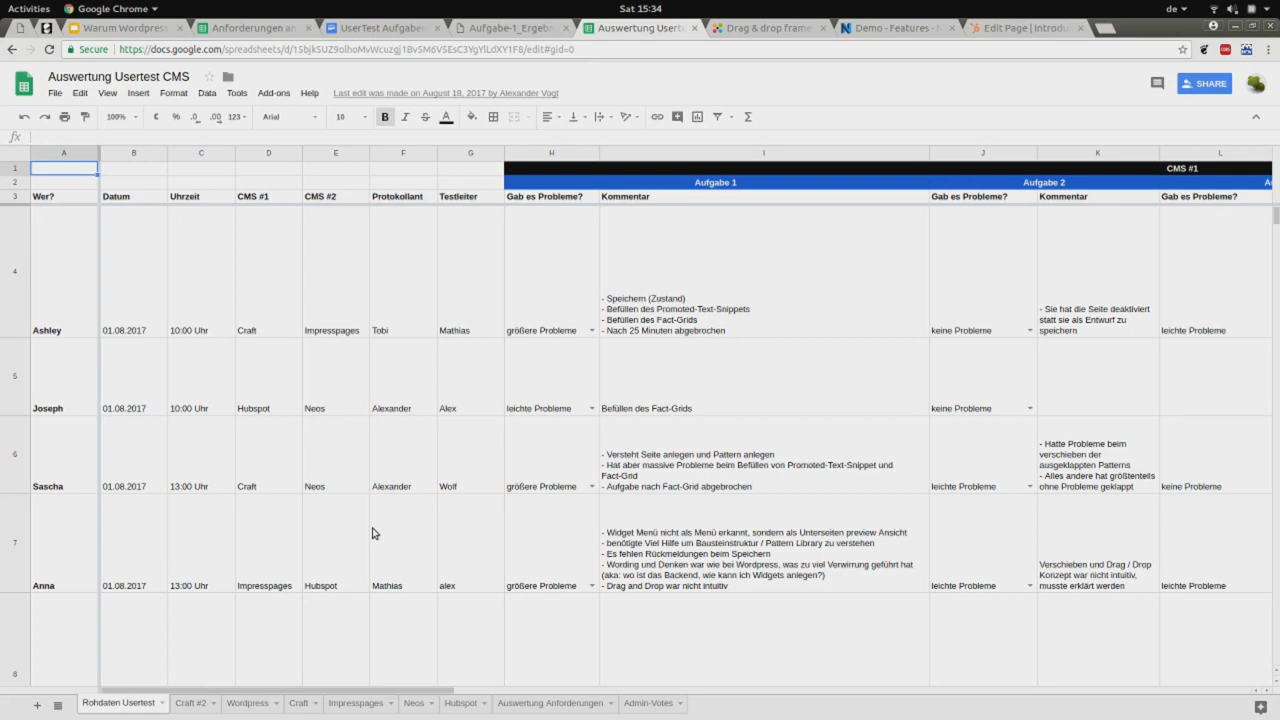 Activities Google Chrome Sat 15:34 de
Warum Wordpress Anforderungen an UserTest Aufgabe Aufgabe-1_Ergeb Auswertung Usert Drag & drop frame Demo - Features - Edit Page | Introdu
Secure
Auswertung Usertest CMS
File Edit View Insert Format Data Tools Add-ons Help Last edit was made on August 18, 2017 by Alexander Vogt
SHARE
100% € % .0 .00 123 Arial 10 B I S A Σ
fx
A B C D E F G H I J K L
1 CMS #1
2 Aufgabe 1 Aufgabe 2
3 Wer? Datum Uhrzeit CMS #1 CMS #2 Protokollant Testleiter Gab es Probleme? Kommentar Gab es Probleme? Kommentar Gab es Probleme?
4
- Speichern (Zustand)
- Befüllen des Promoted-Text-Snippets
- Befüllen des Fact-Grids
- Nach 25 Minuten abgebrochen
- Sie hat die Seite deaktiviert
statt sie als Entwurf zu
speichern
Ashley 01.08.2017 10:00 Uhr Craft Impresspages Tobi Mathias größere Probleme keine Probleme leichte Probleme
5
Joseph 01.08.2017 10:00 Uhr Hubspot Neos Alexander Alex leichte Probleme Befüllen des Fact-Grids keine Probleme
6
- Versteht Seite anlegen und Pattern anlegen
- Hat aber massive Probleme beim Befüllen von Promoted-Text-Snippet und
Fact-Grid
- Aufgabe nach Fact-Grid abgebrochen
- Hatte Probleme beim
verschieben der
ausgeklappten Patterns
- Alles andere hat größtenteils
ohne Probleme geklappt
Sascha 01.08.2017 13:00 Uhr Craft Neos Alexander Wolf größere Probleme leichte Probleme keine Probleme
7
- Widget Menü nicht als Menü erkannt, sondern als Unterseiten preview Ansicht
- benötigte Viel Hilfe um Bausteinstruktur / Pattern Library zu verstehen
- Es fehlen Rückmeldungen beim Speichern
- Wording und Denken war wie bei Wordpress, was zu viel Verwirrung geführt hat
(aka: wo ist das Backend, wie kann ich Widgets anlegen?)
- Drag and Drop war nicht intuitiv
Verschieben und Drag / Drop
Konzept war nicht intuitiv,
musste erklärt werden
Anna 01.08.2017 13:00 Uhr Impresspages Hubspot Mathias alex größere Probleme leichte Probleme leichte Probleme
8
+ Rohdaten Usertest Craft #2 Wordpress Craft Impresspages Neos Hubspot Auswertung Anforderungen Admin-Votes